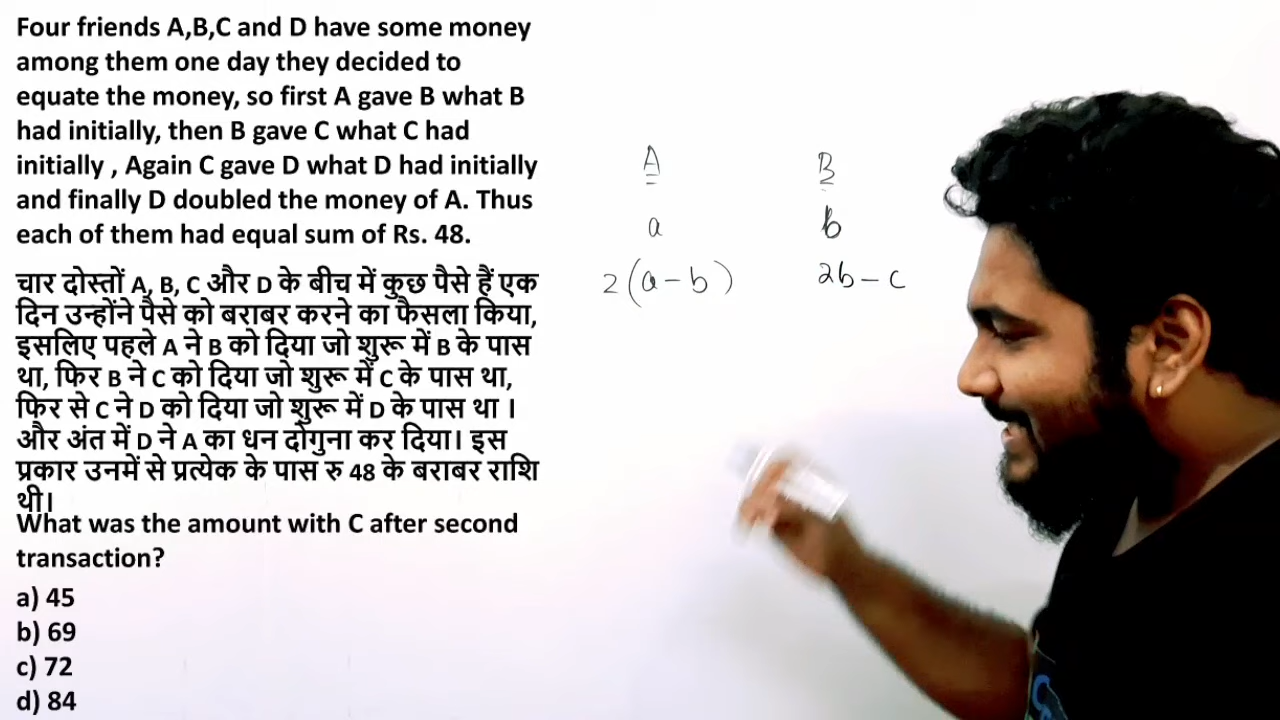 Four friends A,B,C and D have some money
among them one day they decided to
equate the money, so first A gave B what B
had initially, then B gave C what C had
initially , Again C gave D what D had initially
and finally D doubled the money of A. Thus
each of them had equal sum of Rs. 48.
चार दोस्तों A, B, C और D के बीच में कुछ पैसे हैं एक
दिन उन्होंने पैसे को बराबर करने का फैसला किया,
इसलिए पहले A ने B को दिया जो शुरू में B के पास
था, फिर B ने C को दिया जो शुरू में C के पास था,
फिर से C ने D को दिया जो शुरू में D के पास था ।
और अंत में D ने A का धन दोगुना कर दिया। इस
प्रकार उनमें से प्रत्येक के पास रु 48 के बराबर राशि
थी।
What was the amount with C after second
transaction?
a) 45
b) 69
c) 72
d) 84
A B
a b
2(a-b) 2b-c